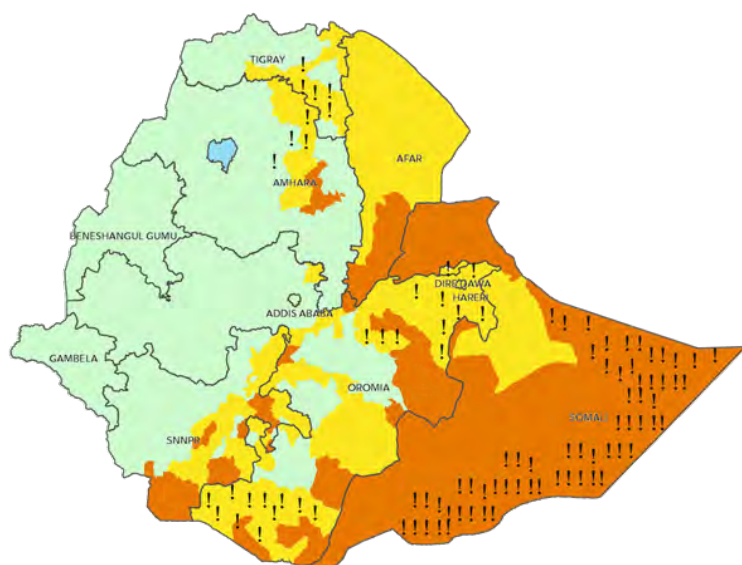 TIGRAY
AFAR
AMHARA
BENESHANGUL GUMU
DIRE DAWA
HARERI
ADDIS ABABA
GAMBELA
OROMIA
SOMALI
SNNPR